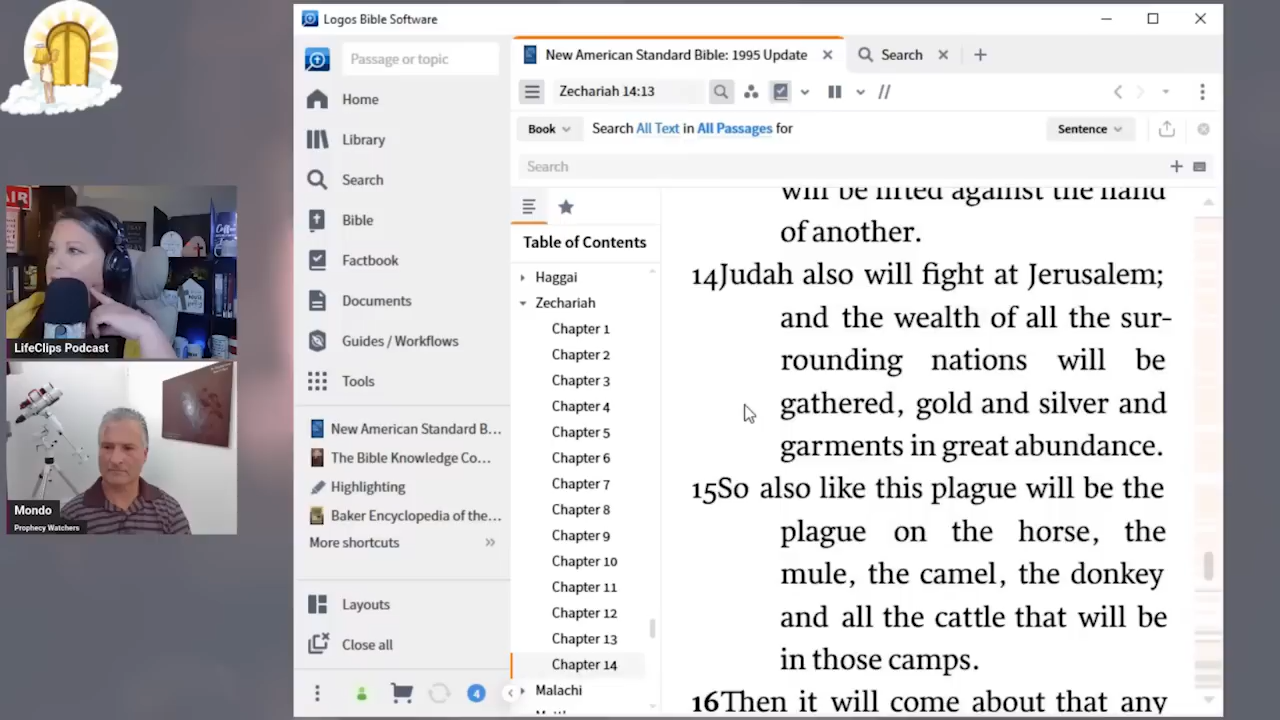 Logos Bible Software
Passage or topic
Home
Library
Search
Bible
Factbook
Documents
Guides / Workflows
Tools
New American Standard B...
The Bible Knowledge Co...
Highlighting
Baker Encyclopedia of the...
More shortcuts
Layouts
Close all
4
New American Standard Bible: 1995 Update
Search
Zechariah 14:13
Book
Search All Text in All Passages for
Sentence
Search
Table of Contents
Haggai
Zechariah
Chapter 1
Chapter 2
Chapter 3
Chapter 4
Chapter 5
Chapter 6
Chapter 7
Chapter 8
Chapter 9
Chapter 10
Chapter 11
Chapter 12
Chapter 13
Chapter 14
Malachi
will be lifted against the hand
of another.
14Judah also will fight at Jerusalem;
and the wealth of all the sur-
rounding nations will be
gathered, gold and silver and
garments in great abundance.
15So also like this plague will be the
plague on the horse, the
mule, the camel, the donkey
and all the cattle that will be
in those camps.
16Then it will come about that any
LifeClips Podcast
Mondo
Prophecy Watchers